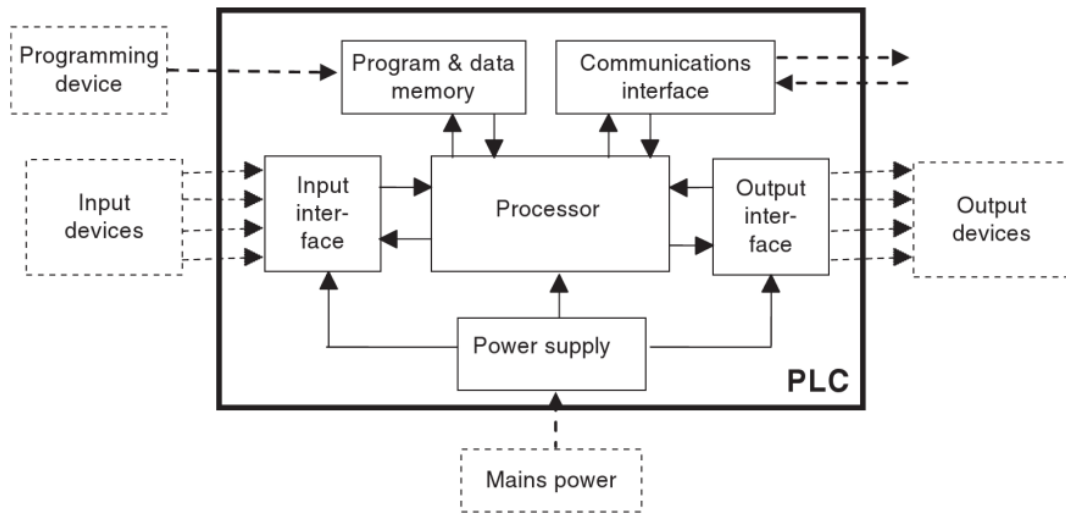 Programming
device
Program & data
memory
Communications
interface
Input
devices
Input
inter-
face
Processor
Output
inter-
face
Output
devices
Power supply
PLC
Mains power